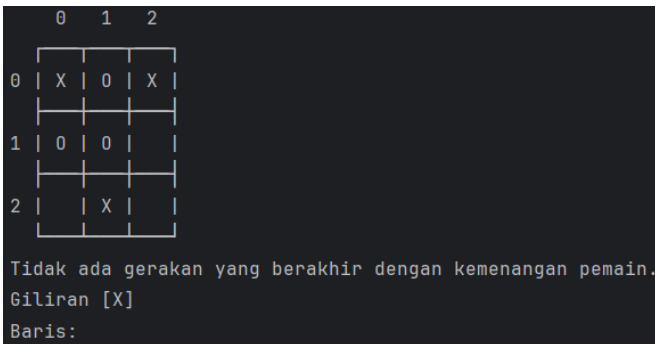 0 1 2
0 | X | O | X |
1 | O | O | |
2 | | X | |
Tidak ada gerakan yang berakhir dengan kemenangan pemain.
Giliran [X]
Baris: